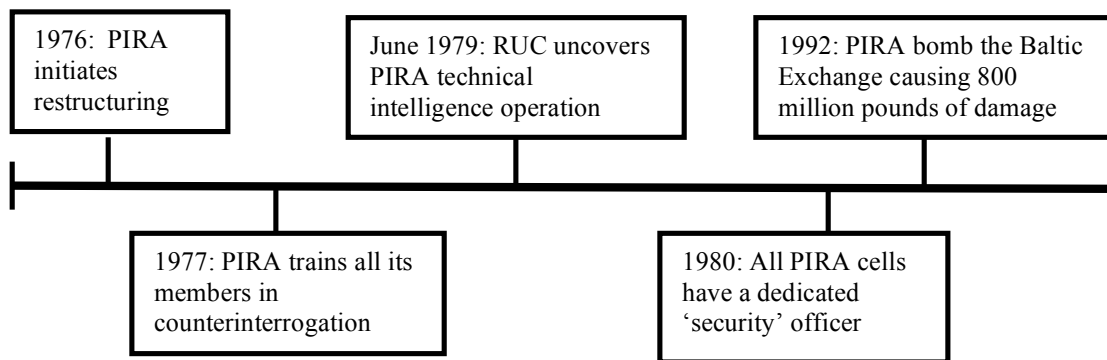 1976: PIRA
initiates
restructuring
June 1979: RUC uncovers
PIRA technical
intelligence operation
1992: PIRA bomb the Baltic
Exchange causing 800
million pounds of damage
1977: PIRA trains all its
members in
counterinterrogation
1980: All PIRA cells
have a dedicated
‘security’ officer